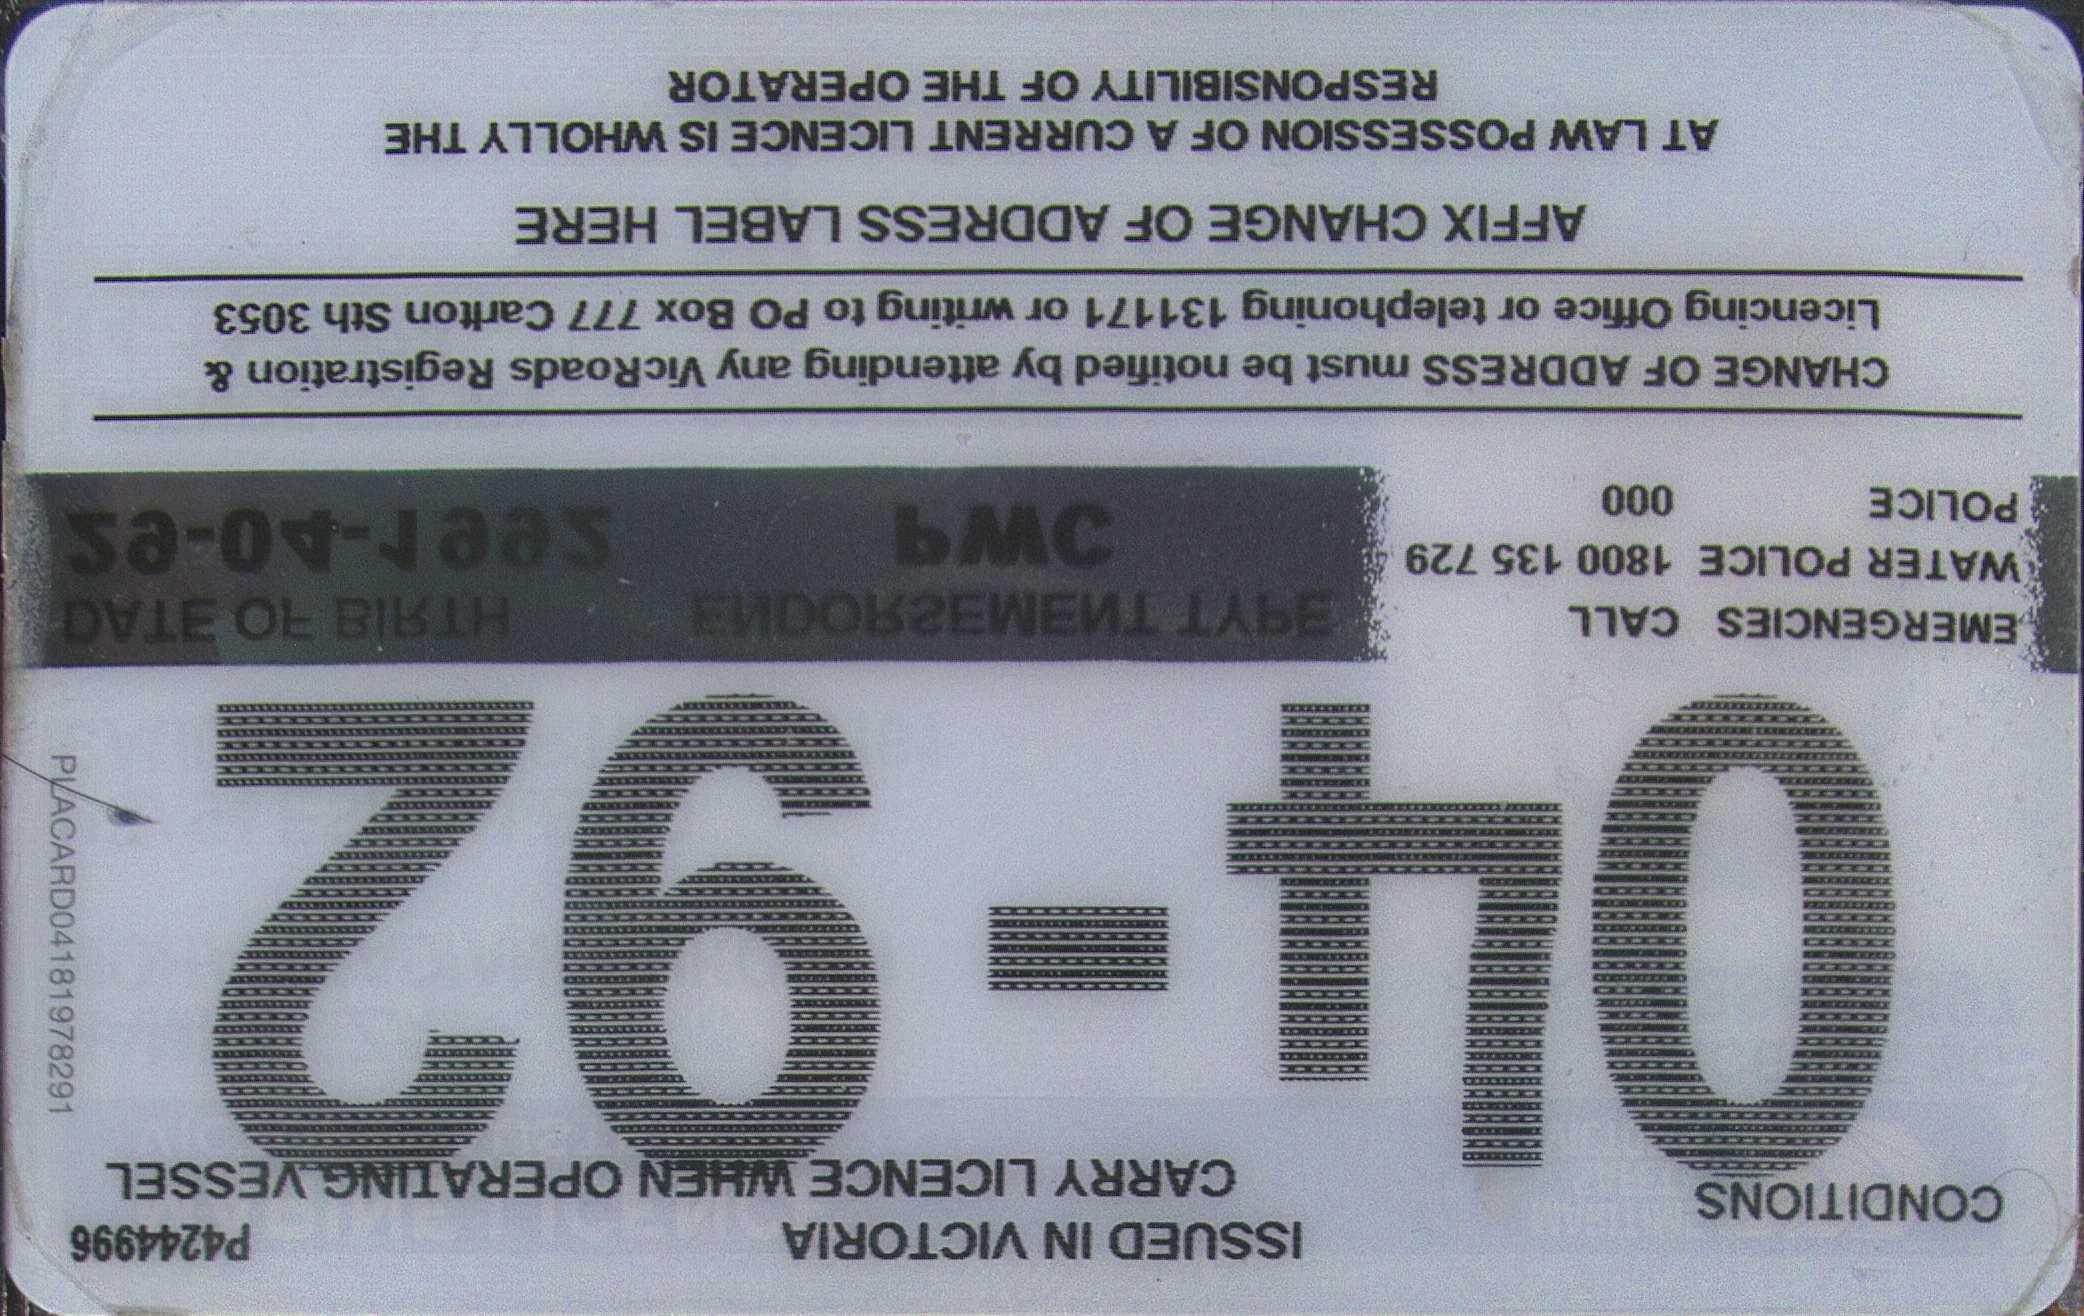 ISSUED IN VICTORIA
P4244996
CONDITIONS
CARRY LICENCE WHEN OPERATING VESSEL
04-92
PLACARD04181978291
EMERGENCIES CALL
WATER POLICE 1800 135 729
POLICE 000
ENDORSEMENT TYPE
PWC
DATE OF BIRTH
29-04-1992
CHANGE OF ADDRESS must be notified by attending any VicRoads Registration &
Licencing Office or telephoning 131171 or writing to PO Box 777 Carlton Sth 3053
AFFIX CHANGE OF ADDRESS LABEL HERE
AT LAW POSSESSION OF A CURRENT LICENCE IS WHOLLY THE
RESPONSIBILITY OF THE OPERATOR